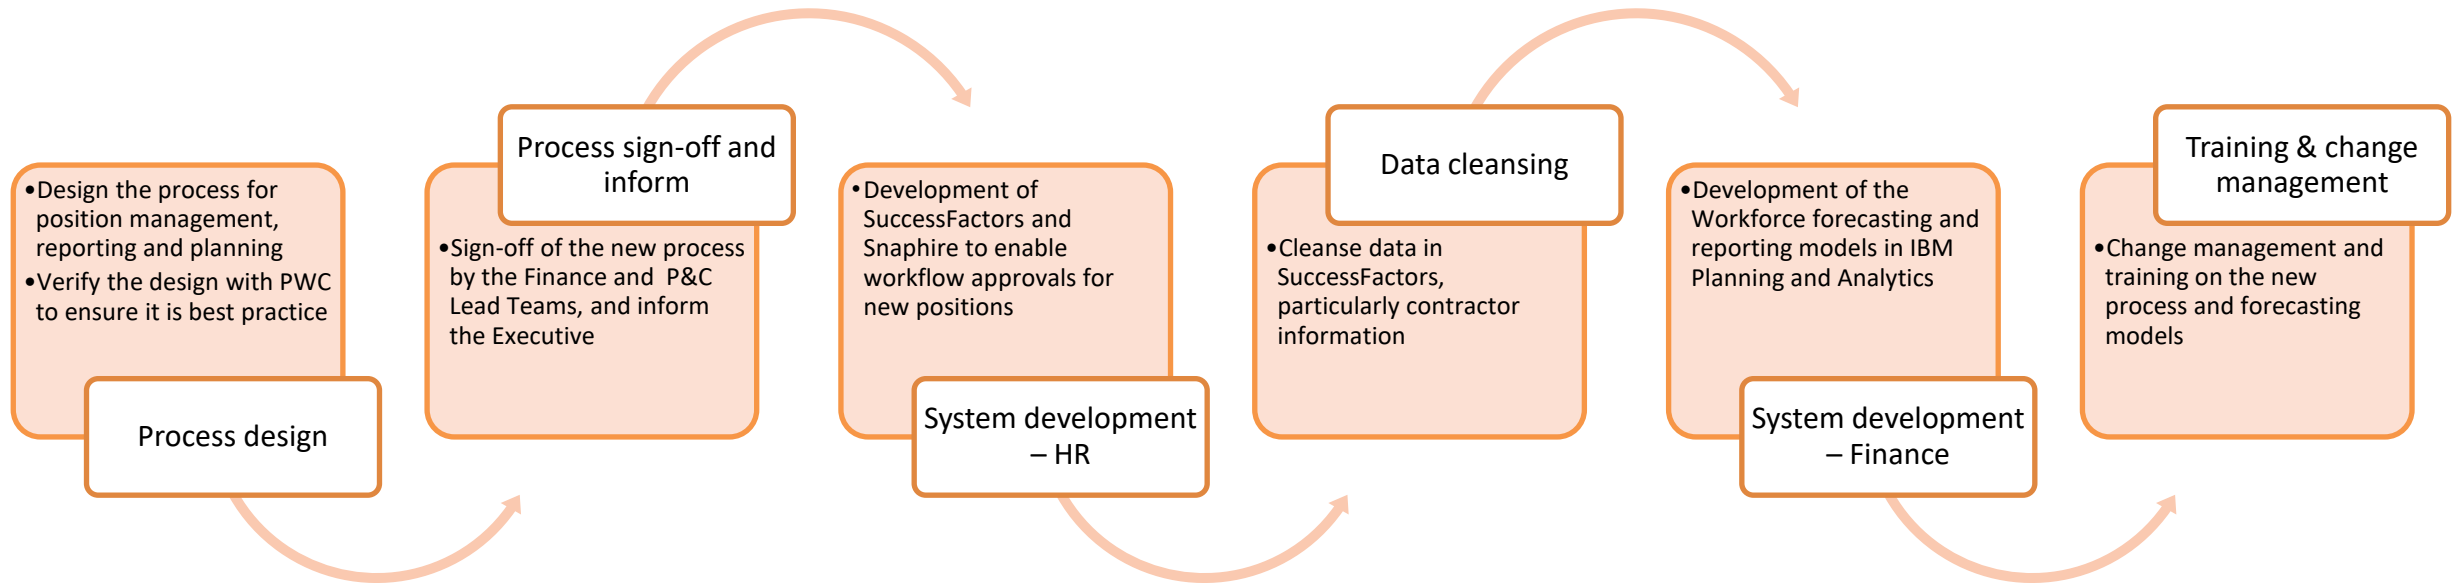 •Design the process for
position management,
reporting and planning
•Verify the design with PWC
to ensure it is best practice
Process design
Process sign-off and
inform
•Sign-off of the new process
by the Finance and P&C
Lead Teams, and inform
the Executive
•Development of
SuccessFactors and
Snaphire to enable
workflow approvals for
new positions
System development
– HR
Data cleansing
•Cleanse data in
SuccessFactors,
particularly contractor
information
•Development of the
Workforce forecasting and
reporting models in IBM
Planning and Analytics
System development
– Finance
Training & change
management
•Change management and
training on the new
process and forecasting
models